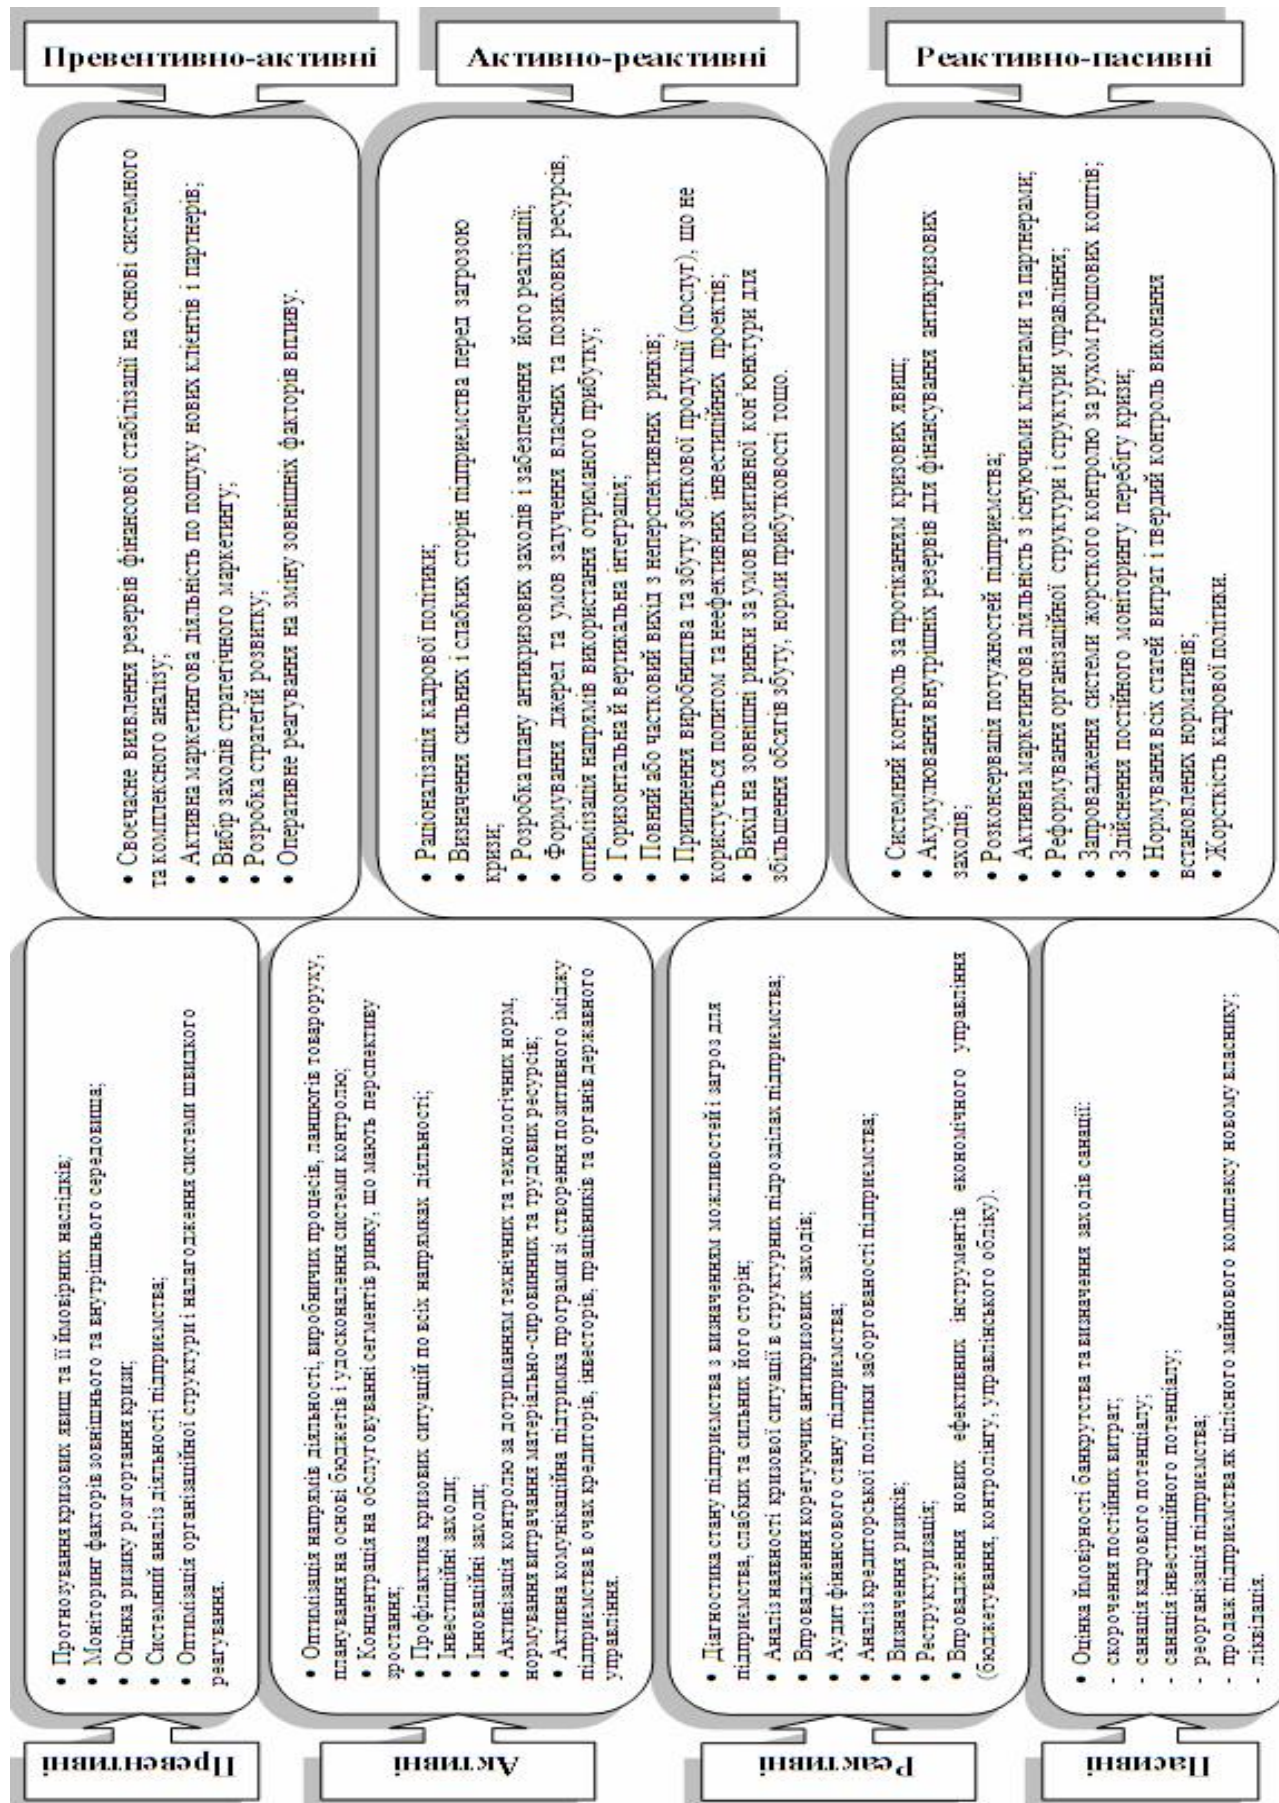 Превентивні
• Прогнозування кризових явищ та її ймовірних наслідків;
• Моніторинг факторів зовнішнього та внутрішнього середовища;
• Оцінка ризику розгортання кризи;
• Системний аналіз діяльності підприємства;
• Оптимізація організаційної структури і налагодження системи швидкого
реагування.
Активні
• Оптимізація напрямів діяльності, виробничих процесів, ланцюгів товароруху,
планування на основі бюджетів і удосконалення системи контролю;
• Концентрація на обслуговуванні сегментів ринку, що мають перспективу
зростання;
• Профілактика кризових ситуацій по всіх напрямках діяльності;
• Інвестиційні заходи;
• Інноваційні заходи;
• Активізація контролю за дотриманням технічних та технологічних норм,
нормування витрачання матеріально-сировинних та трудових ресурсів;
• Активна комунікаційна підтримка програми зі створення позитивного іміджу
підприємства в очах кредиторів, інвесторів, працівників та органів державного
управління.
Реактивні
• Діагностика стану підприємства з визначенням можливостей і загроз для
підприємства, слабких та сильних його сторін;
• Аналіз наявності кризової ситуації в структурних підрозділах підприємства;
• Впровадження корегуючих антикризових заходів;
• Аудит фінансового стану підприємства;
• Аналіз кредиторської політики заборгованості підприємства;
• Визначення ризиків;
• Реструктуризація;
• Впровадження нових ефективних інструментів економічного управління
(бюджетування, контролінгу, управлінського обліку).
Пасивні
• Оцінка ймовірності банкрутства та визначення заходів санації:
- скорочення постійних витрат;
- санація кадрового потенціалу;
- санація інвестиційного потенціалу;
- реорганізація підприємства;
- продаж підприємства як цілісного майнового комплексу новому власнику;
- ліквідація.
Превентивно-активні
• Своєчасне виявлення резервів фінансової стабілізації на основі системного
та комплексного аналізу;
• Активна маркетингова діяльність по пошуку нових клієнтів і партнерів;
• Вибір заходів стратегічного маркетингу;
• Розробка стратегій розвитку;
• Оперативне реагування на зміну зовнішніх факторів впливу.
Активно-реактивні
• Раціоналізація кадрової політики;
• Визначення сильних і слабких сторін підприємства перед загрозою
кризи;
• Розробка плану антикризових заходів і забезпечення його реалізації;
• Формування джерел та умов залучення власних та позикових ресурсів,
оптимізація напрямів використання отриманого прибутку;
• Горизонтальна й вертикальна інтеграція;
• Повний або частковий вихід з неперспективних ринків;
• Припинення виробництва та збуту збиткової продукції (послуг), що не
користується попитом та неефективних інвестиційних проектів;
• Вихід на зовнішні ринки за умов позитивної кон'юнктури для
збільшення обсягів збуту, норми прибутковості тощо.
Реактивно-пасивні
• Системний контроль за протіканням кризових явищ;
• Акумулювання внутрішніх резервів для фінансування антикризових
заходів;
• Розконсервація потужностей підприємства;
• Активна маркетингова діяльність з існуючими клієнтами та партнерами;
• Реформування організаційної структури і структури управління;
• Запровадження системи жорсткого контролю за рухом грошових коштів;
• Здійснення постійного моніторингу перебігу кризи;
• Нормування всіх статей витрат і твердий контроль виконання
встановлених нормативів;
• Жорсткість кадрової політики.